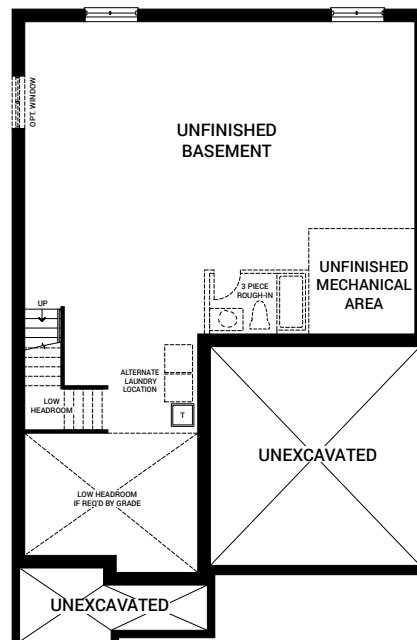 OPT. WINDOW
UNFINISHED
BASEMENT
UNFINISHED
MECHANICAL
AREA
3 PIECE
ROUGH-IN
UP
ALTERNATE
LAUNDRY
LOCATION
LOW
HEADROOM
T
UNEXCAVATED
LOW HEADROOM
IF REQ'D BY GRADE
UNEXCAVATED